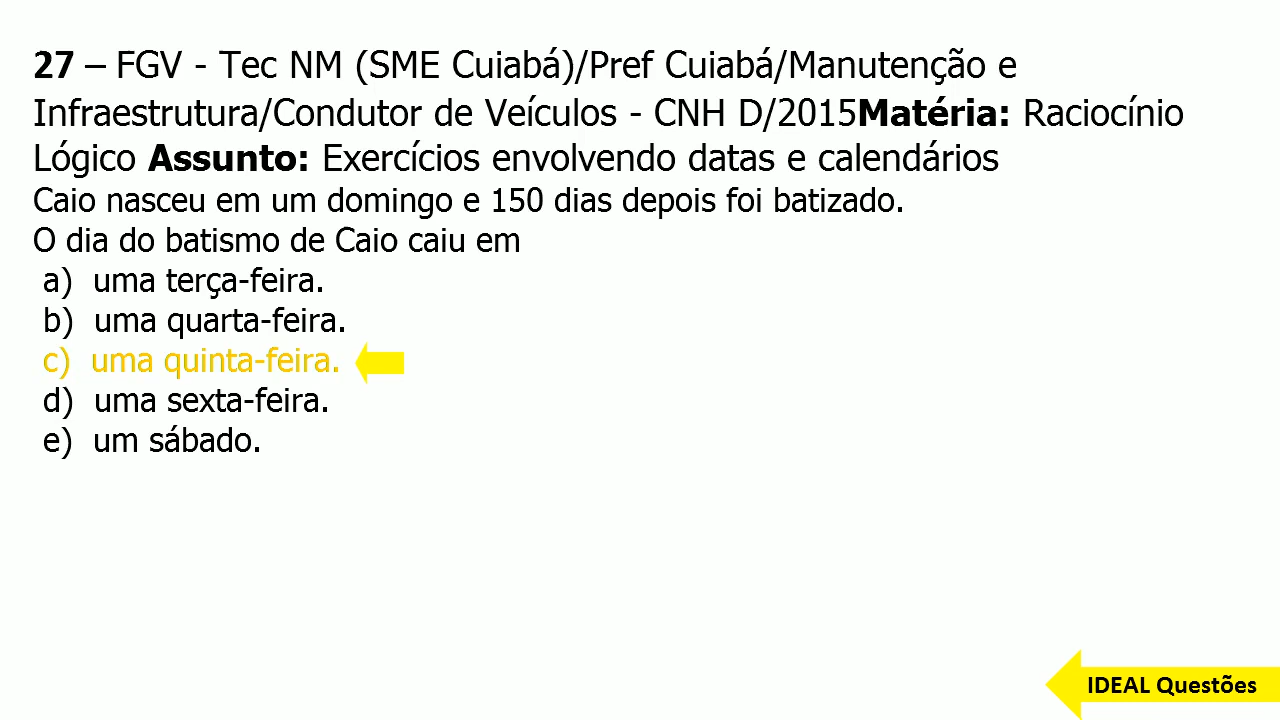 27 – FGV - Tec NM (SME Cuiabá)/Pref Cuiabá/Manutenção e
Infraestrutura/Condutor de Veículos - CNH D/2015Matéria: Raciocínio
Lógico Assunto: Exercícios envolvendo datas e calendários
Caio nasceu em um domingo e 150 dias depois foi batizado.
O dia do batismo de Caio caiu em
a) uma terça-feira.
b) uma quarta-feira.
c) uma quinta-feira.
d) uma sexta-feira.
e) um sábado.
IDEAL Questões